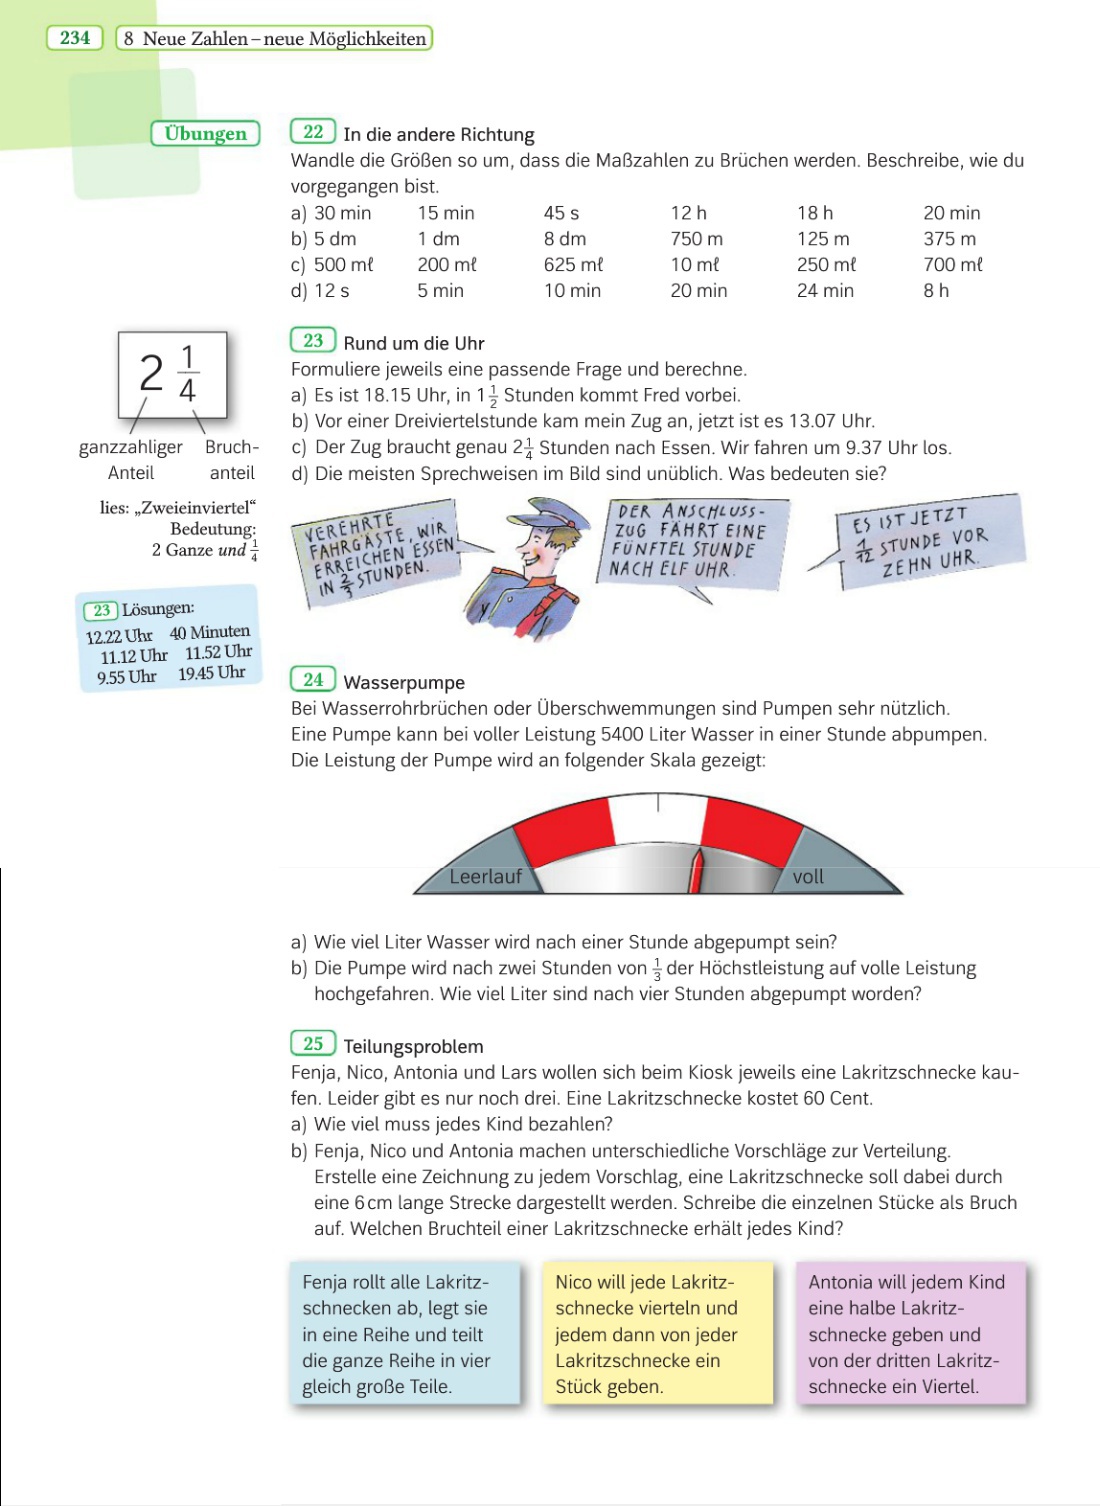 234 8 Neue Zahlen – neue Möglichkeiten
Übungen
22 In die andere Richtung
Wandle die Größen so um, dass die Maßzahlen zu Brüchen werden. Beschreibe, wie du
vorgegangen bist.
a) 30 min 15 min 45 s 12 h 18 h 20 min
b) 5 dm 1 dm 8 dm 750 m 125 m 375 m
c) 500 mℓ 200 mℓ 625 mℓ 10 mℓ 250 mℓ 700 mℓ
d) 12 s 5 min 10 min 20 min 24 min 8 h
2 1/4
ganzzahliger Bruch-
Anteil anteil
lies: „Zweieinviertel“
Bedeutung:
2 Ganze und 1/4
23 Rund um die Uhr
Formuliere jeweils eine passende Frage und berechne.
a) Es ist 18.15 Uhr, in 1 1/2 Stunden kommt Fred vorbei.
b) Vor einer Dreiviertelstunde kam mein Zug an, jetzt ist es 13.07 Uhr.
c) Der Zug braucht genau 2 1/4 Stunden nach Essen. Wir fahren um 9.37 Uhr los.
d) Die meisten Sprechweisen im Bild sind unüblich. Was bedeuten sie?
VEREHRTE
FAHRGÄSTE, WIR
ERREICHEN ESSEN
IN 2/3 STUNDEN.
DER ANSCHLUSS-
ZUG FÄHRT EINE
FÜNFTEL STUNDE
NACH ELF UHR.
ES IST JETZT
1/12 STUNDE VOR
ZEHN UHR.
23 Lösungen:
12.22 Uhr 40 Minuten
11.12 Uhr 11.52 Uhr
9.55 Uhr 19.45 Uhr
24 Wasserpumpe
Bei Wasserrohrbrüchen oder Überschwemmungen sind Pumpen sehr nützlich.
Eine Pumpe kann bei voller Leistung 5400 Liter Wasser in einer Stunde abpumpen.
Die Leistung der Pumpe wird an folgender Skala gezeigt:
Leerlauf voll
a) Wie viel Liter Wasser wird nach einer Stunde abgepumpt sein?
b) Die Pumpe wird nach zwei Stunden von 1/3 der Höchstleistung auf volle Leistung
hochgefahren. Wie viel Liter sind nach vier Stunden abgepumpt worden?
25 Teilungsproblem
Fenja, Nico, Antonia und Lars wollen sich beim Kiosk jeweils eine Lakritzschnecke kau-
fen. Leider gibt es nur noch drei. Eine Lakritzschnecke kostet 60 Cent.
a) Wie viel muss jedes Kind bezahlen?
b) Fenja, Nico und Antonia machen unterschiedliche Vorschläge zur Verteilung.
Erstelle eine Zeichnung zu jedem Vorschlag, eine Lakritzschnecke soll dabei durch
eine 6 cm lange Strecke dargestellt werden. Schreibe die einzelnen Stücke als Bruch
auf. Welchen Bruchteil einer Lakritzschnecke erhält jedes Kind?
Fenja rollt alle Lakritz-
schnecken ab, legt sie
in eine Reihe und teilt
die ganze Reihe in vier
gleich große Teile.
Nico will jede Lakritz-
schnecke vierteln und
jedem dann von jeder
Lakritzschnecke ein
Stück geben.
Antonia will jedem Kind
eine halbe Lakritz-
schnecke geben und
von der dritten Lakritz-
schnecke ein Viertel.